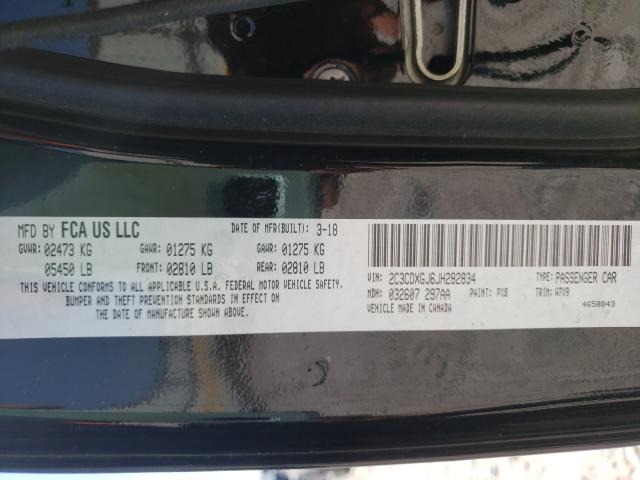 MFD BY FCA US LLC DATE OF MFR(BUILT): 3-18
GVWR: 02473 KG GAWR: 01275 KG GAWR: 01275 KG
05450 LB FRONT: 02810 LB REAR: 02810 LB
THIS VEHICLE CONFORMS TO ALL APPLICABLE U.S.A. FEDERAL MOTOR VEHICLE SAFETY,
BUMPER AND THEFT PREVENTION STANDARDS IN EFFECT ON
THE DATE OF MANUFACTURE SHOWN ABOVE.
VIN: 2C3CDXGJ6JH282834 TYPE: PASSENGER CAR
MDH: 032607 297AA PAINT: PX8 TRIM: W7X9
VEHICLE MADE IN CANADA 4658843